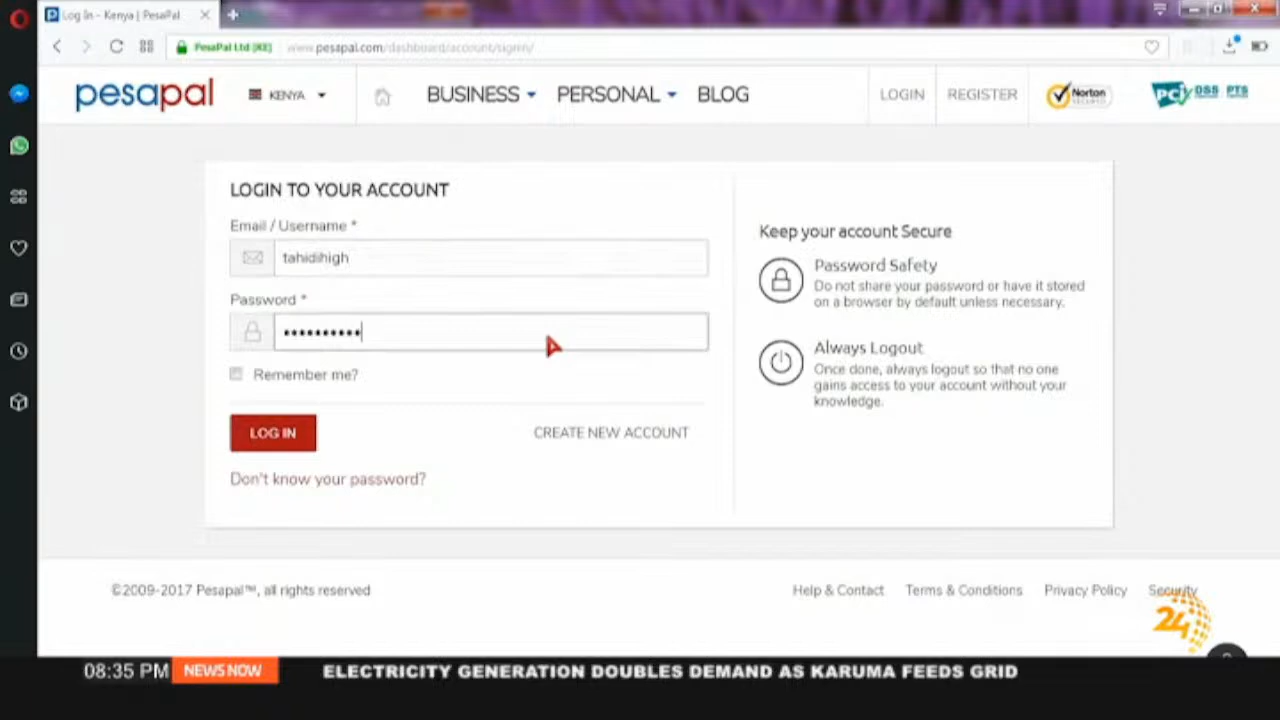 Log In - Kenya | PesaPal
PesaPal Ltd [KE] www.pesapal.com/dashboard/account/signin/
pesapal
KENYA
BUSINESS
PERSONAL
BLOG
LOGIN
REGISTER
Norton
SECURED
PCI DSS PTS
LOGIN TO YOUR ACCOUNT
Email / Username *
tahidihigh
Password *
••••••••••
Remember me?
LOG IN
CREATE NEW ACCOUNT
Don't know your password?
Keep your account Secure
Password Safety
Do not share your password or have it stored
on a browser by default unless necessary.
Always Logout
Once done, always logout so that no one
gains access to your account without your
knowledge.
©2009-2017 Pesapal™, all rights reserved
Help & Contact
Terms & Conditions
Privacy Policy
Security
24
08:35 PM
NEWS NOW
ELECTRICITY GENERATION DOUBLES DEMAND AS KARUMA FEEDS GRID